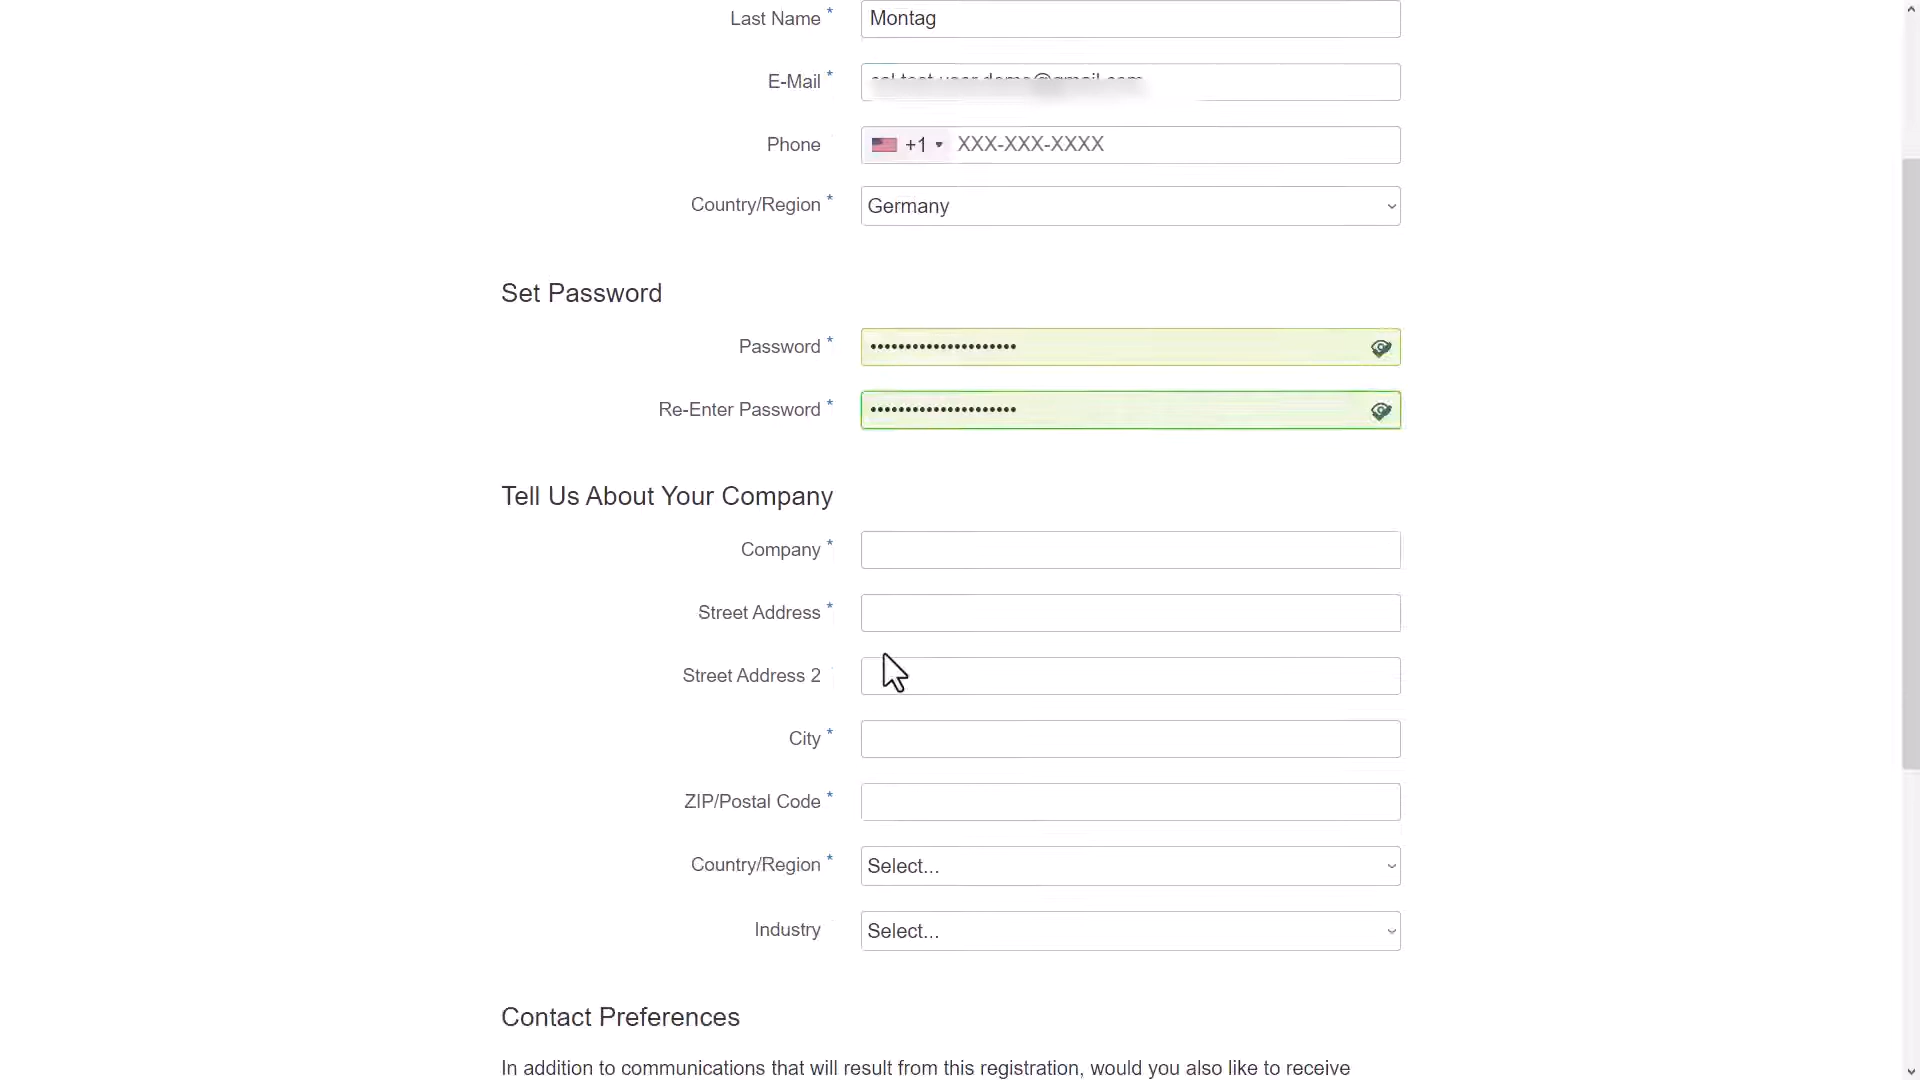 Last Name *
Montag
E-Mail *
Phone
+1
XXX-XXX-XXXX
Country/Region *
Germany
Set Password
Password *
•••••••••••••••••••••
Re-Enter Password *
•••••••••••••••••••••
Tell Us About Your Company
Company *
Street Address *
Street Address 2
City *
ZIP/Postal Code *
Country/Region *
Select...
Industry
Select...
Contact Preferences
In addition to communications that will result from this registration, would you also like to receive